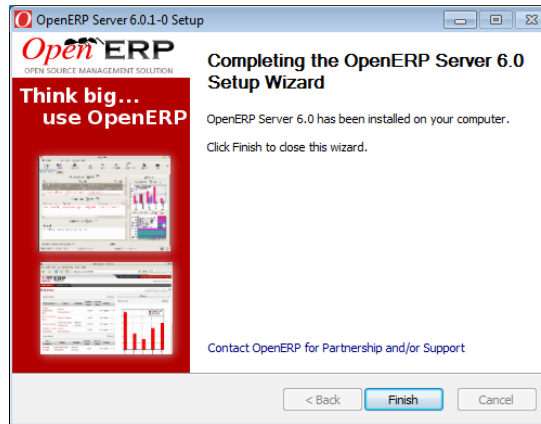 OpenERP Server 6.0.1-0 Setup
Open ERP
OPEN SOURCE MANAGEMENT SOLUTION
Think big...
use OpenERP
Completing the OpenERP Server 6.0
Setup Wizard
OpenERP Server 6.0 has been installed on your computer.
Click Finish to close this wizard.
Contact OpenERP for Partnership and/or Support
< Back
Finish
Cancel